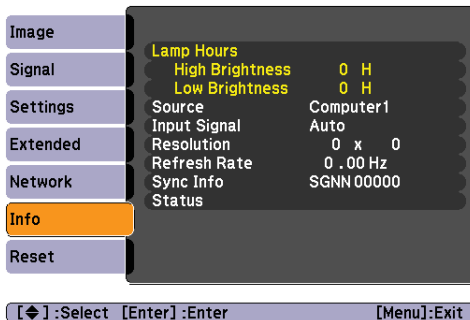 Image
Signal
Settings
Extended
Network
Info
Reset
Lamp Hours
High Brightness 0 H
Low Brightness 0 H
Source Computer1
Input Signal Auto
Resolution 0 x 0
Refresh Rate 0.00 Hz
Sync Info SGNN 00000
Status
[◆] :Select [Enter] :Enter [Menu]:Exit